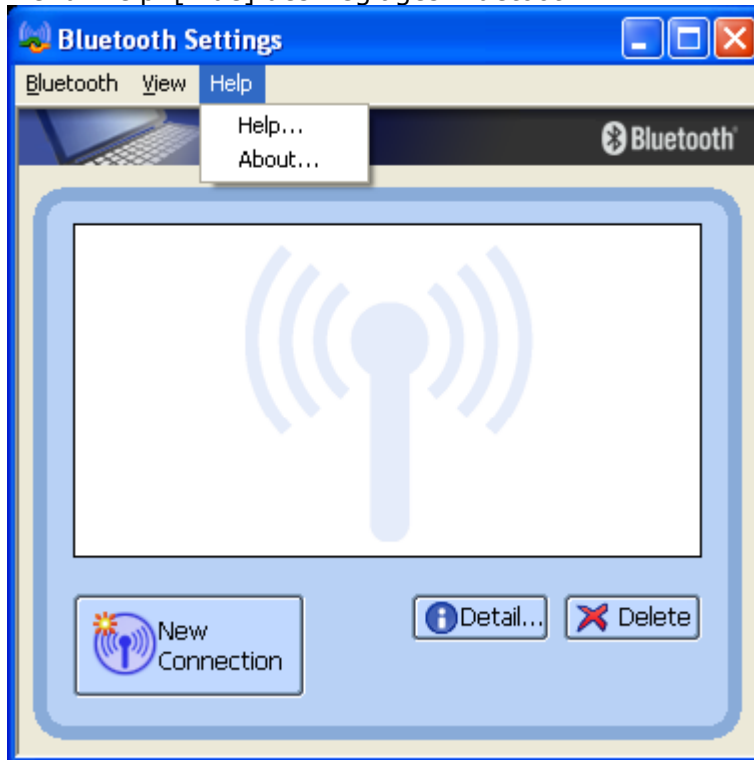 Bluetooth Settings
Bluetooth View Help
Help...
About...
Bluetooth
New
Connection
Detail...
Delete